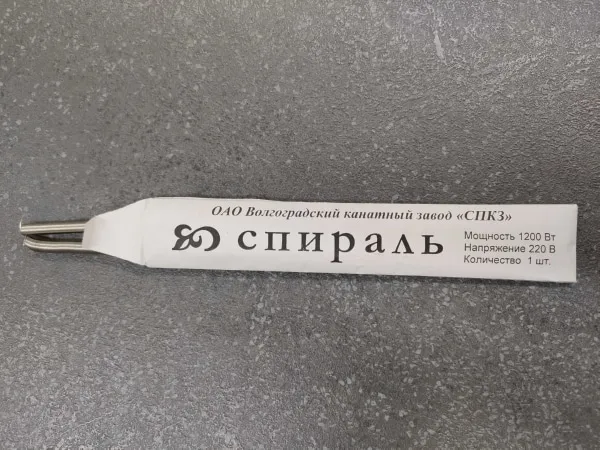 ОАО Волгоградский канатный завод «СПКЗ»
спираль
Мощность 1200 Вт
Напряжение 220 В
Количество 1 шт.